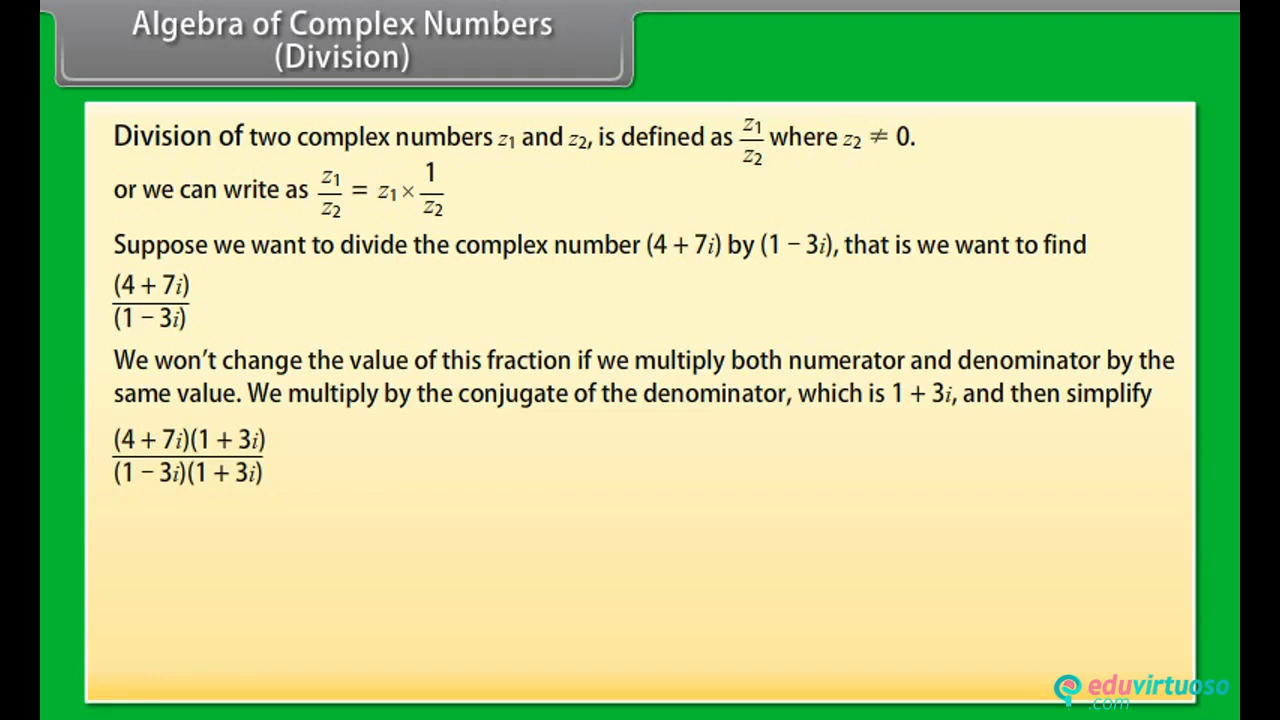 Algebra of Complex Numbers
(Division)
Division of two complex numbers z₁ and z₂, is defined as z₁/z₂ where z₂ ≠ 0.
or we can write as z₁/z₂ = z₁ × 1/z₂
Suppose we want to divide the complex number (4 + 7i) by (1 − 3i), that is we want to find
(4 + 7i)
(1 − 3i)
We won’t change the value of this fraction if we multiply both numerator and denominator by the
same value. We multiply by the conjugate of the denominator, which is 1 + 3i, and then simplify
(4 + 7i)(1 + 3i)
(1 − 3i)(1 + 3i)
eduvirtuoso
.com